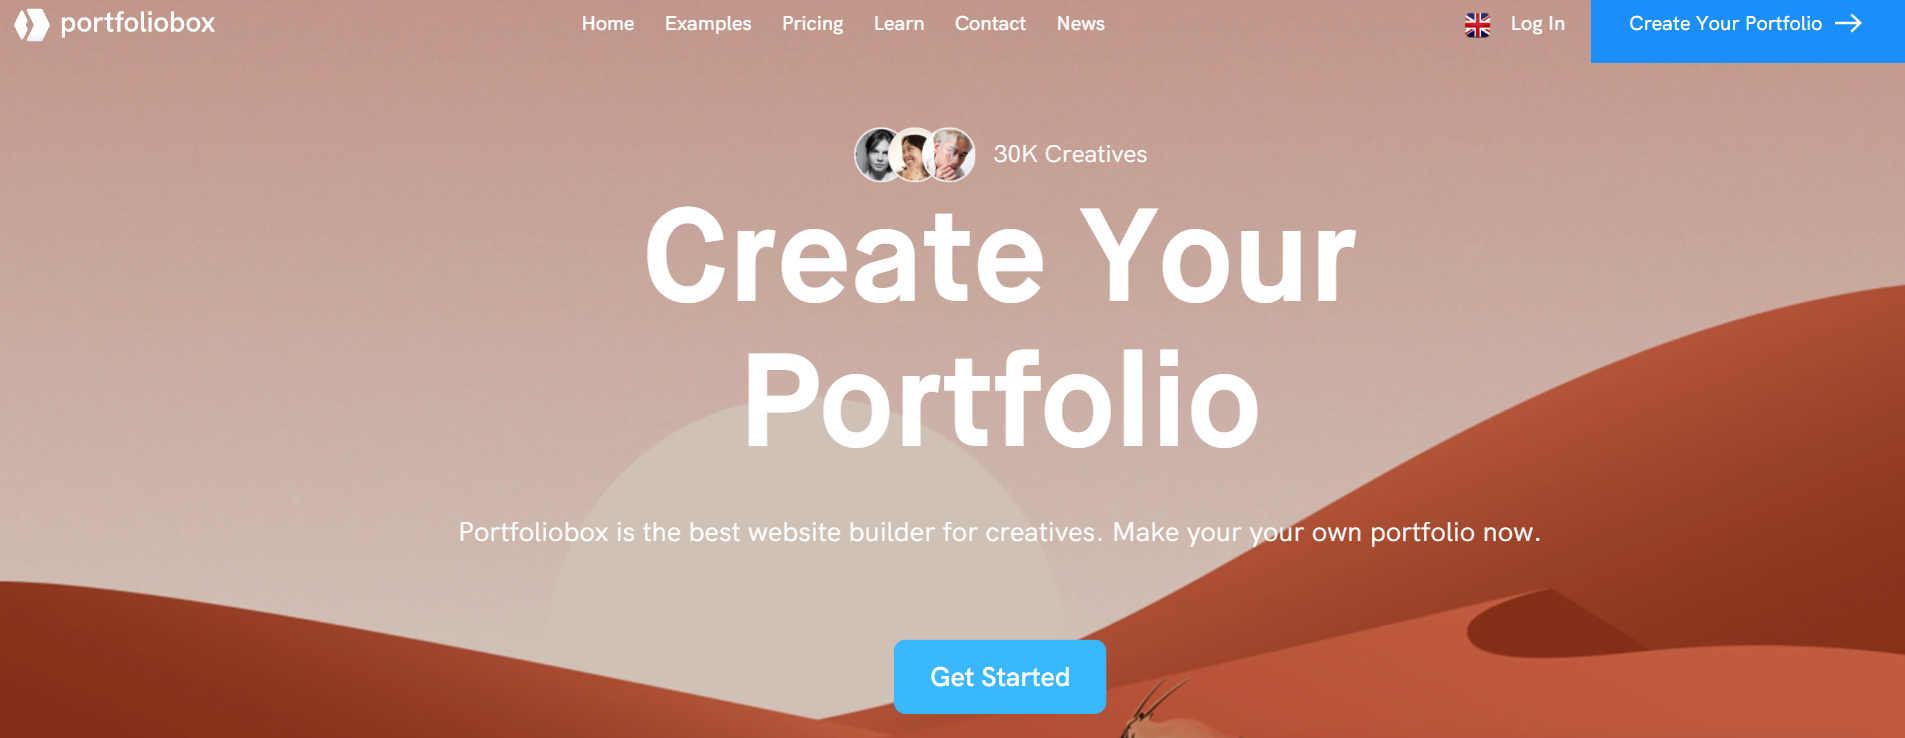 portfoliobox
Home Examples Pricing Learn Contact News
Log In
Create Your Portfolio
30K Creatives
Create Your
Portfolio
Portfoliobox is the best website builder for creatives. Make your your own portfolio now.
Get Started